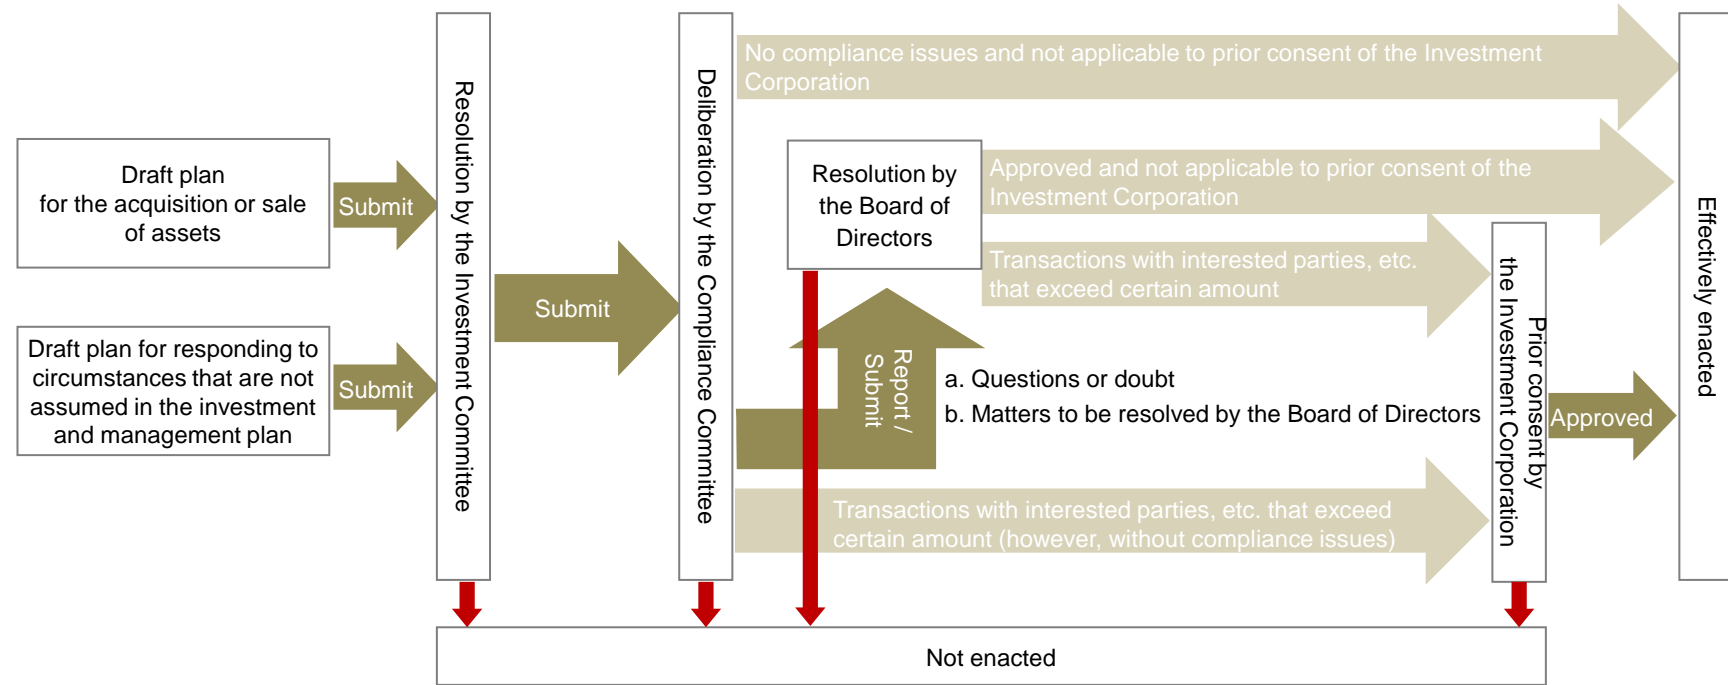 Draft plan
for the acquisition or sale
of assets
Submit
Draft plan for responding to
circumstances that are not
assumed in the investment
and management plan
Submit
Resolution by the Investment Committee
Submit
Deliberation by the Compliance Committee
No compliance issues and not applicable to prior consent of the Investment
Corporation
Resolution by
the Board of
Directors
Approved and not applicable to prior consent of the
Investment Corporation
Transactions with interested parties, etc.
that exceed certain amount
Report /
Submit
a. Questions or doubt
b. Matters to be resolved by the Board of Directors
Transactions with interested parties, etc. that exceed
certain amount (however, without compliance issues)
Prior consent by
the Investment Corporation
Approved
Effectively enacted
Not enacted